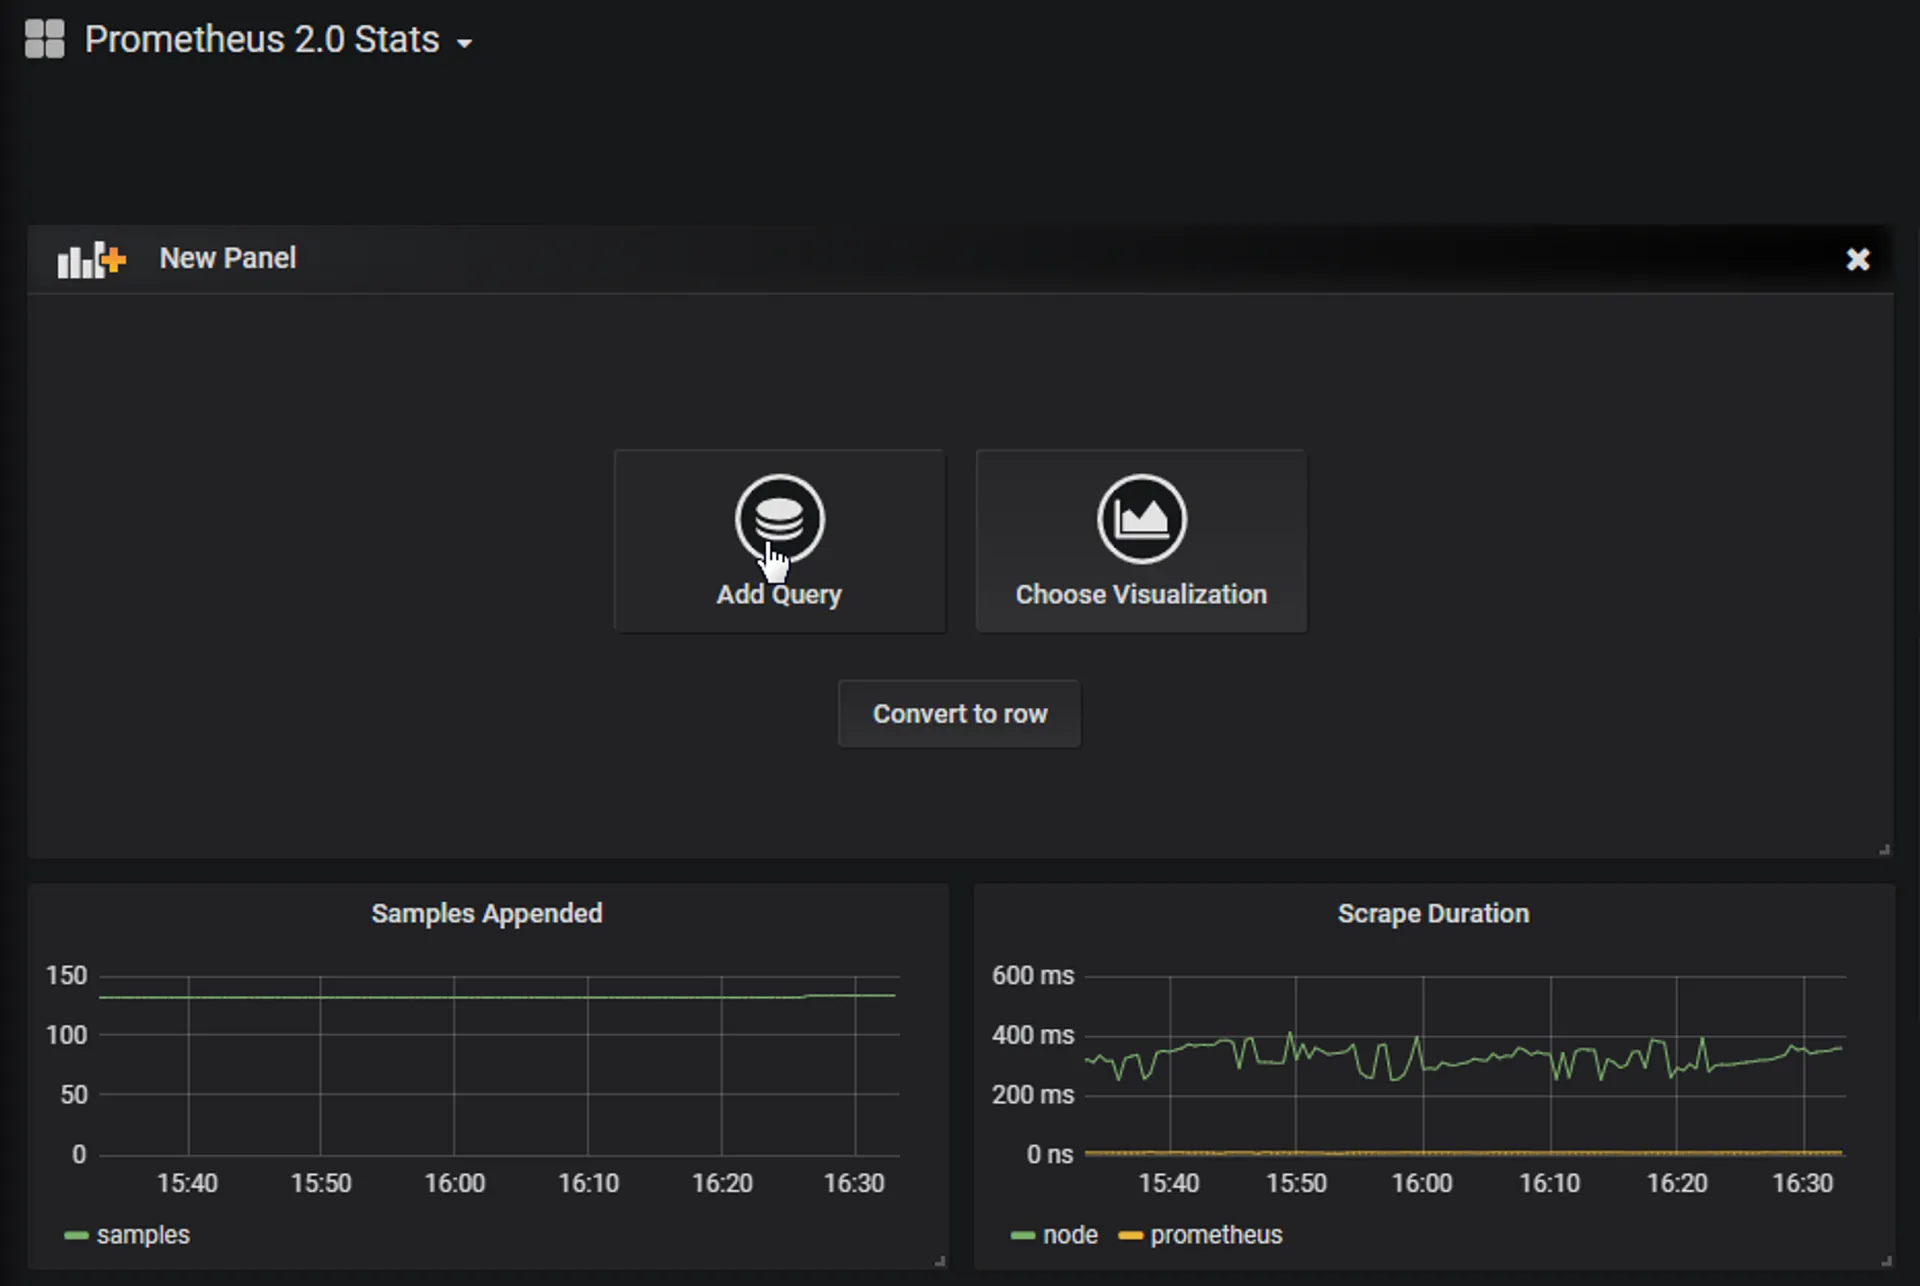 Prometheus 2.0 Stats
New Panel
Add Query
Choose Visualization
Convert to row
Samples Appended
150
100
50
0
15:40 15:50 16:00 16:10 16:20 16:30
samples
Scrape Duration
600 ms
400 ms
200 ms
0 ns
15:40 15:50 16:00 16:10 16:20 16:30
node prometheus